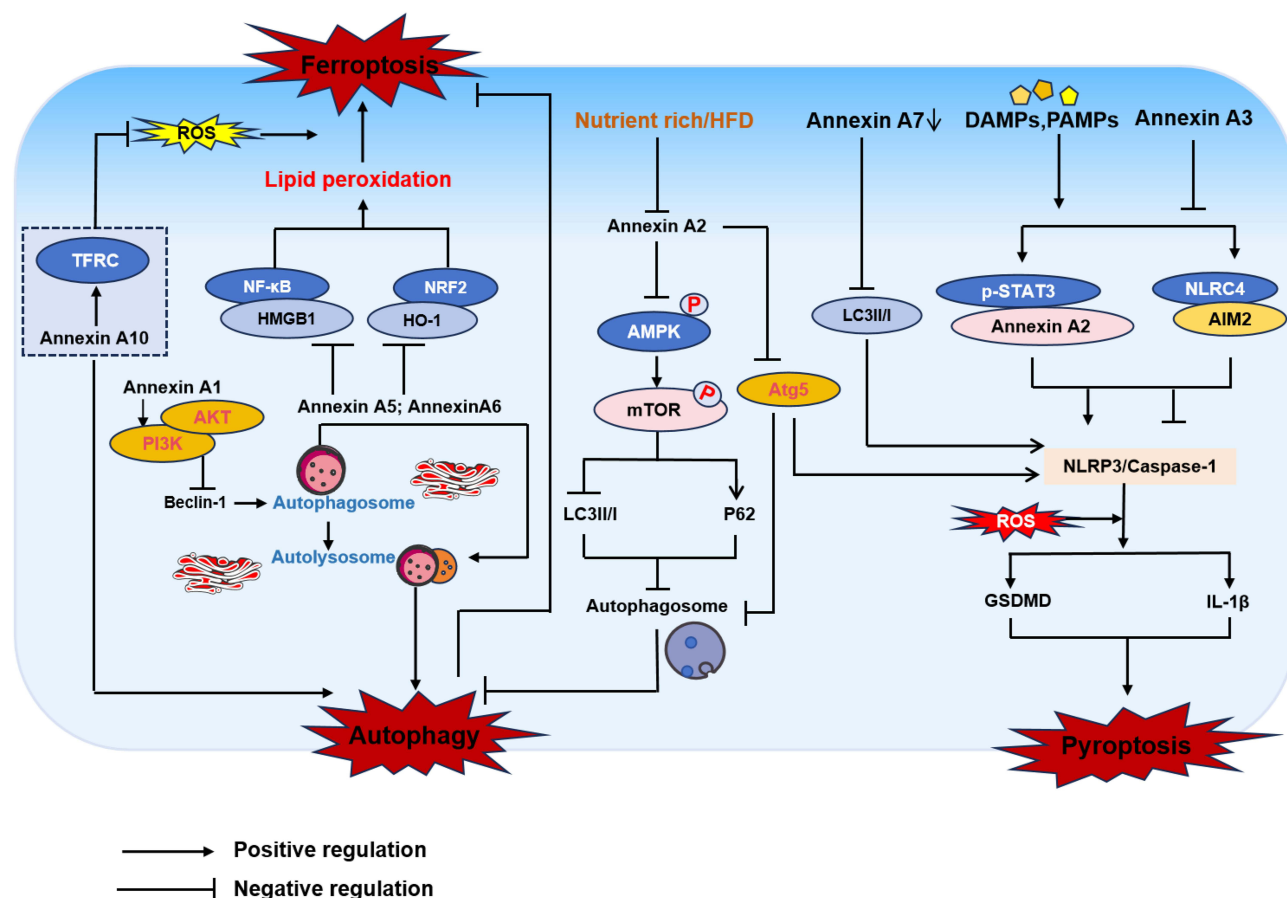 Ferroptosis
ROS
Nutrient rich/HFD
Annexin A7↓
DAMPs,PAMPs
Annexin A3
Lipid peroxidation
Annexin A2
TFRC
NF-κB
NRF2
p-STAT3
NLRC4
HMGB1
HO-1
P
LC3II/I
Annexin A2
AIM2
Annexin A10
AMPK
Annexin A1
Annexin A5; AnnexinA6
P
Atg5
AKT
mTOR
PI3K
NLRP3/Caspase-1
Beclin-1
Autophagosome
LC3II/I
P62
ROS
Autolysosome
Autophagosome
GSDMD
IL-1β
Autophagy
Pyroptosis
Positive regulation
Negative regulation